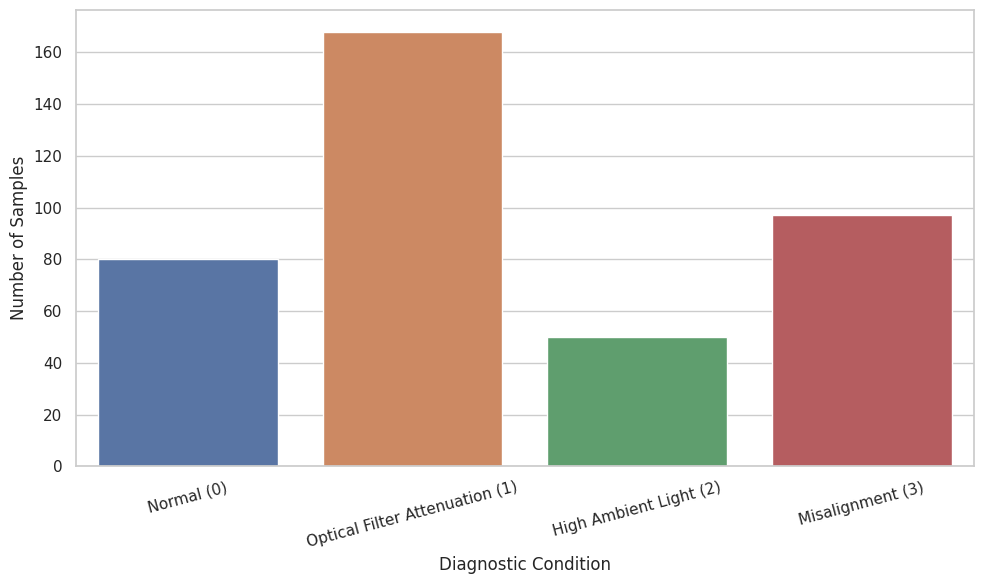 160
140
120
100
80
60
40
20
0
Number of Samples
Normal (0)
Optical Filter Attenuation (1)
High Ambient Light (2)
Misalignment (3)
Diagnostic Condition